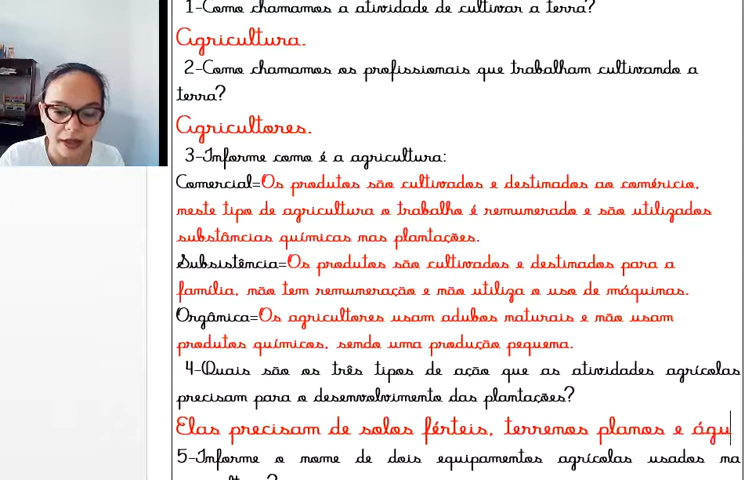 1-Como chamamos a atividade de cultivar a terra?
Agricultura.
2-Como chamamos os profissionais que trabalham cultivando a
terra?
Agricultores.
3-Informe como é a agricultura:
Comercial=Os produtos são cultivados e destinados ao coméricio,
neste tipo de agricultura o trabalho é remunerado e são utilizados
substâncias químicas nas plantações.
Subsistência=Os produtos são cultivados e destinados para a
família, não tem remuneração e não utiliza o uso de máquinas.
Orgânica=Os agricultores usam adubos naturais e não usam
produtos químicos, sendo uma produção pequena.
4-Quais são os três tipos de ação que as atividades agrícolas
precisam para o desenvolvimento das plantações?
Elas precisam de solos férteis, terrenos planos e águ
5-Informe o nome de dois equipamentos agrícolas usados na